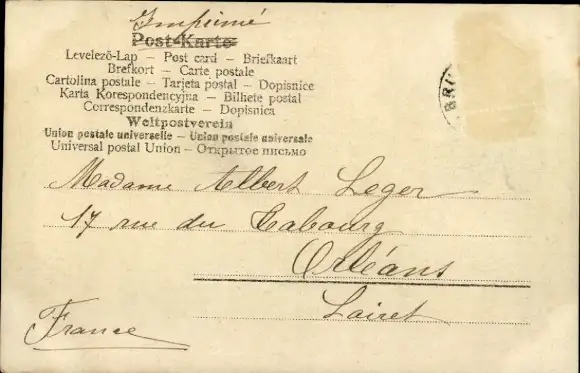 Imprimé
Post-Karte
Levelező-Lap – Post card – Briefkaart
Brefkort – Carte postale
Cartolina postale – Tarjeta postal – Dopisnice
Karta Korespondencyjna – Bilhete postal
Correspondenzkarte – Dopisnica
Weltpostverein
Union postale universelle – Union postale universale
Universal postal Union – Открытое письмо
BRU
Madame Albert Leger
17 rue du Cabourg
Orléans
Loiret
France